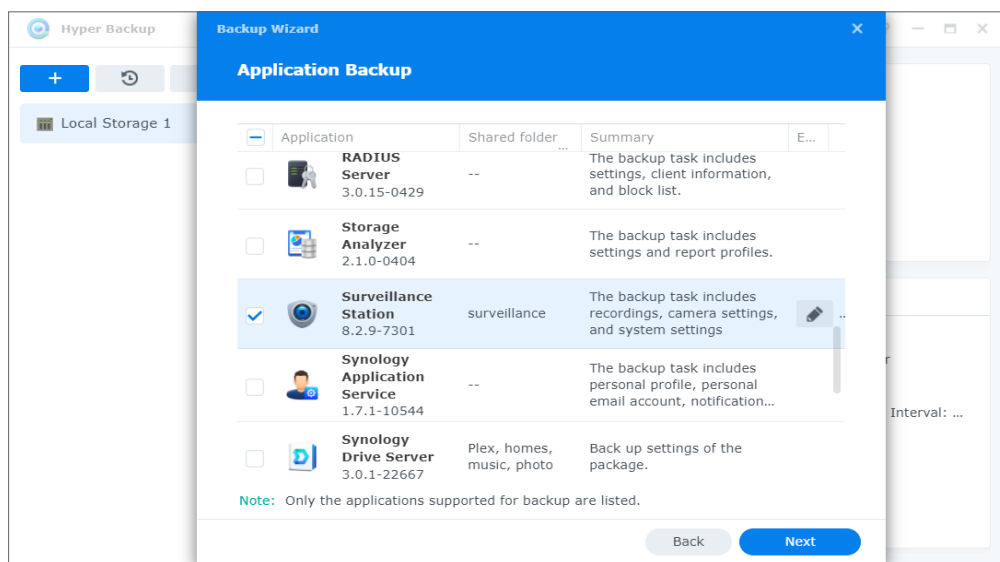 Hyper Backup
Backup Wizard
Application Backup
Local Storage 1
Application
Shared folder
...
Summary
E...
RADIUS
Server
3.0.15-0429
--
The backup task includes
settings, client information,
and block list.
Storage
Analyzer
2.1.0-0404
--
The backup task includes
settings and report profiles.
Surveillance
Station
8.2.9-7301
surveillance
The backup task includes
recordings, camera settings,
and system settings
..
Synology
Application
Service
1.7.1-10544
--
The backup task includes
personal profile, personal
email account, notification...
Synology
Drive Server
3.0.1-22667
Plex, homes,
music, photo
Back up settings of the
package.
Interval: ...
Note: Only the applications supported for backup are listed.
Back
Next